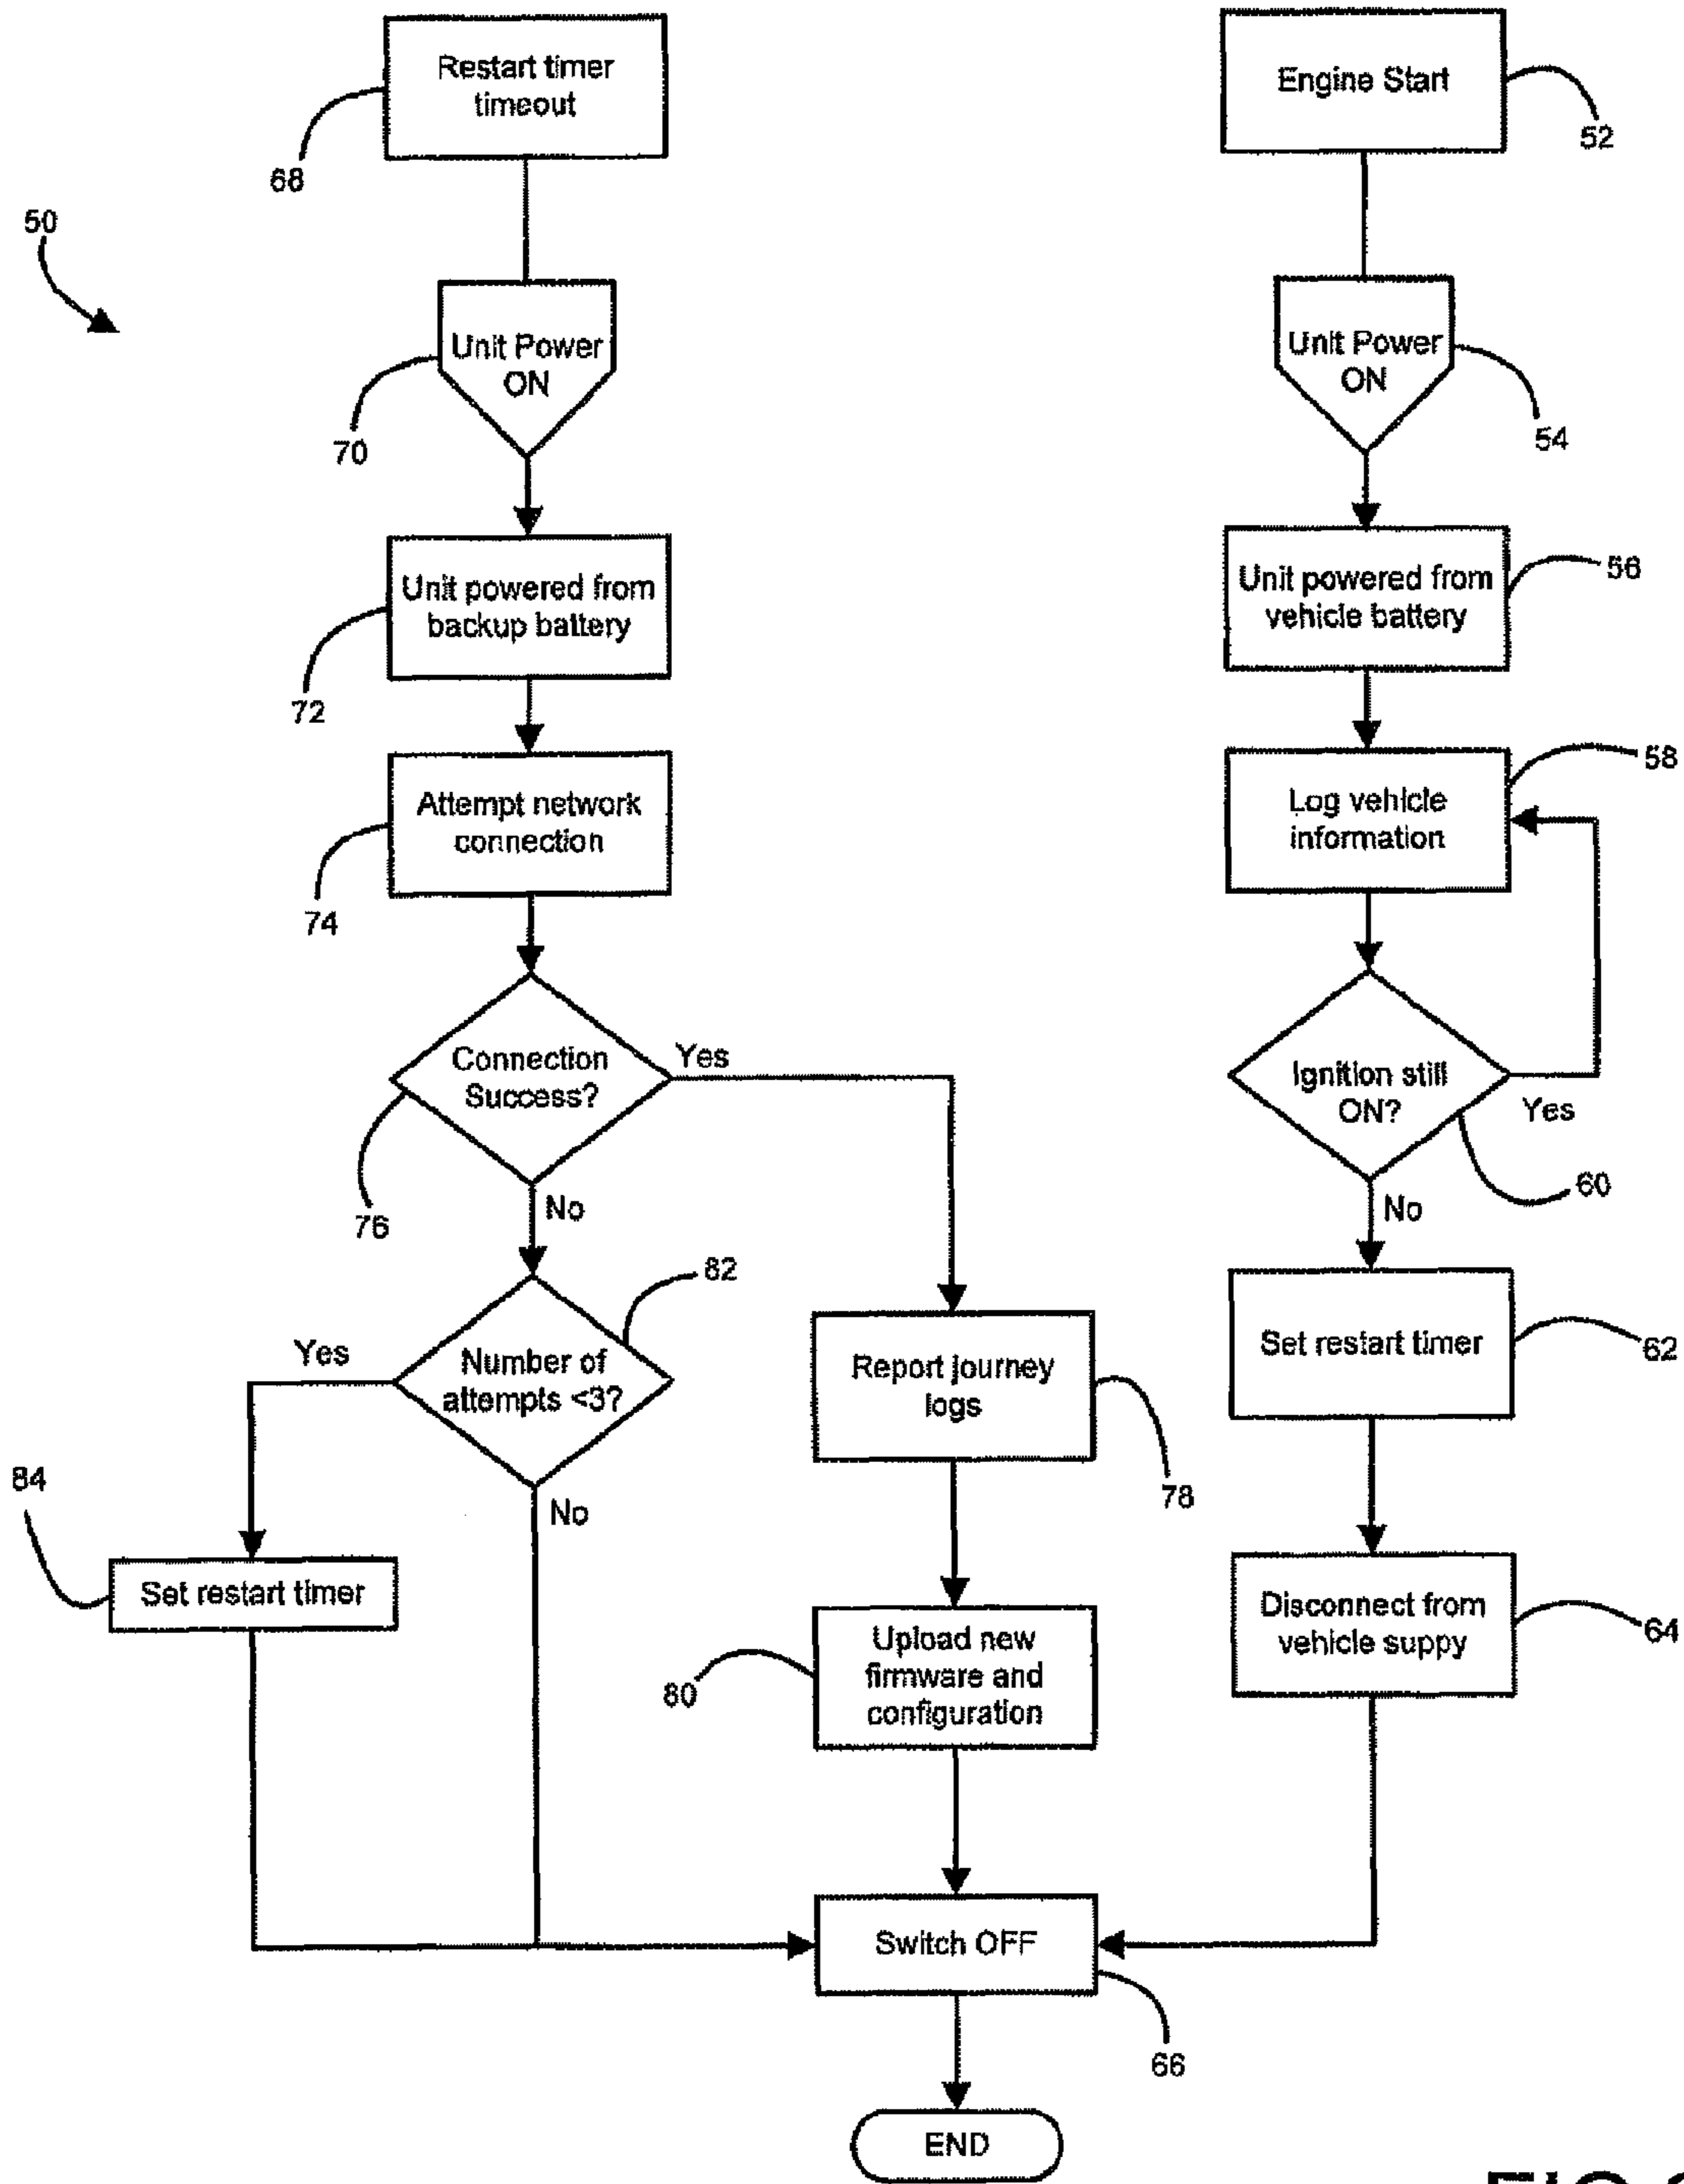 Restart timer
timeout
68
Engine Start
52
50
Unit Power
ON
70
Unit Power
ON
54
Unit powered from
backup battery
72
Unit powered from
vehicle battery
56
Attempt network
connection
74
Log vehicle
information
58
Connection
Success?
Yes
76
No
Ignition still
ON?
Yes
60
No
82
Number of
attempts <3?
Yes
No
Report journey
logs
78
Set restart timer
62
84
Set restart timer
Upload new
firmware and
configuration
80
Disconnect from
vehicle suppy
64
Switch OFF
66
END